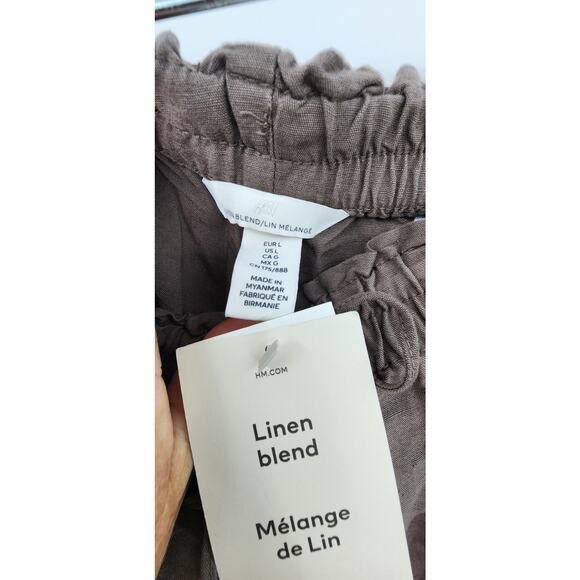 H&M
BLEND/LIN MÉLANGÉ
EUR L
US L
CA G
MX G
CN 175/88B
MADE IN
MYANMAR
FABRIQUÉ EN
BIRMANIE
HM.COM
Linen
blend
Mélange
de Lin